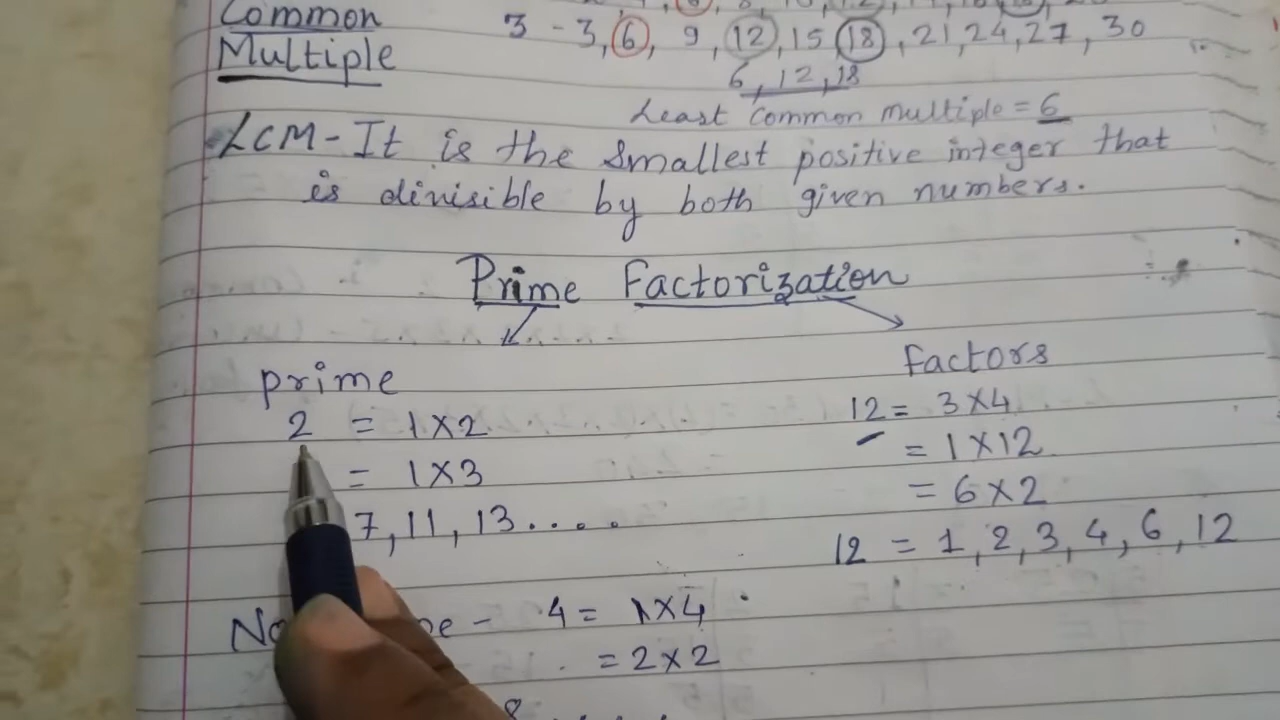 Common
Multiple
3 - 3, 6, 9, 12, 15 18, 21, 24, 27, 30
6, 12, 18
Least Common multiple = 6
LCM - It is the smallest positive integer that
is divisible by both given numbers.
Prime Factorization
prime
factors
2 = 1 X 2
12 = 3 X 4
= 1 X 3
= 1 X 12
7, 11, 13....
= 6 X 2
12 = 1, 2, 3, 4, 6, 12
4 = 1 X 4
= 2 X 2
8